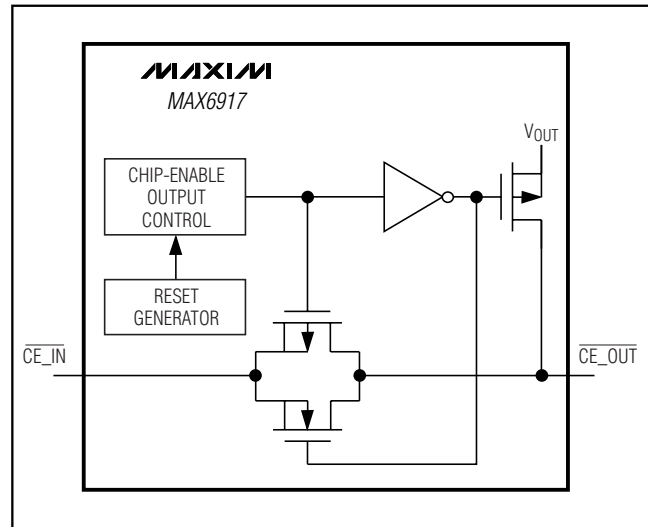 MAXIM
MAX6917
VOUT
CHIP-ENABLE
OUTPUT
CONTROL
RESET
GENERATOR
CE_IN
CE_OUT